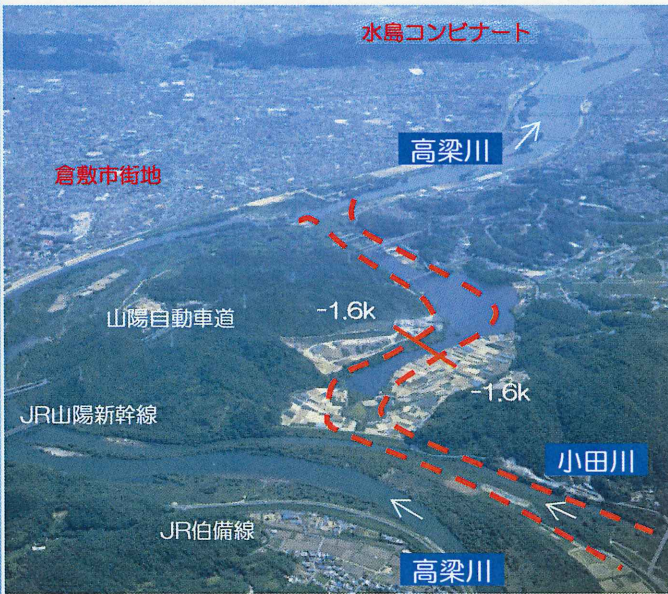 水島コンビナート
高梁川
倉敷市街地
-1.6k
山陽自動車道
-1.6k
JR山陽新幹線
小田川
JR伯備線
高梁川